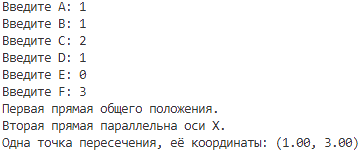 Введите A: 1
Введите B: 1
Введите C: 2
Введите D: 1
Введите E: 0
Введите F: 3
Первая прямая общего положения.
Вторая прямая параллельна оси X.
Одна точка пересечения, её координаты: (1.00, 3.00)